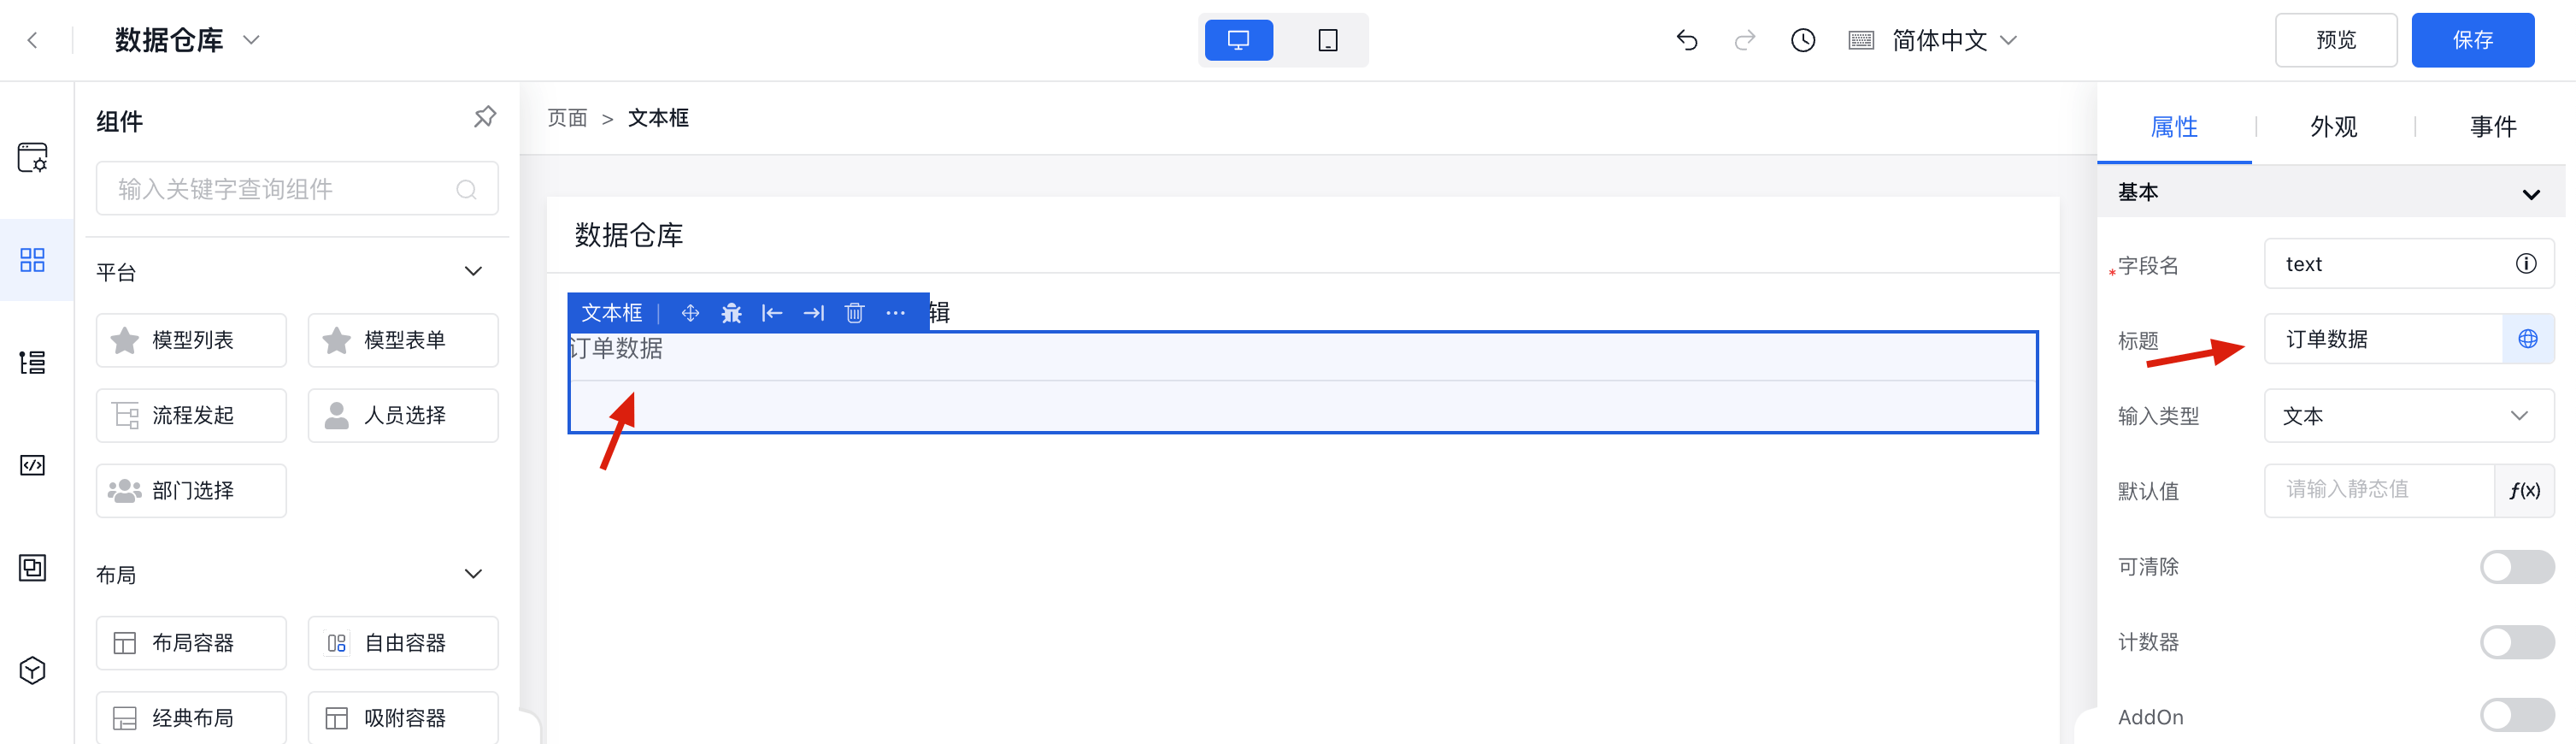 数据仓库
简体中文
预览
保存
组件
输入关键字查询组件
平台
模型列表
模型表单
流程发起
人员选择
部门选择
布局
布局容器
自由容器
经典布局
吸附容器
页面 > 文本框
数据仓库
文本框
辑
订单数据
属性
外观
事件
基本
*字段名
text
标题
订单数据
输入类型
文本
默认值
请输入静态值
f(x)
可清除
计数器
AddOn